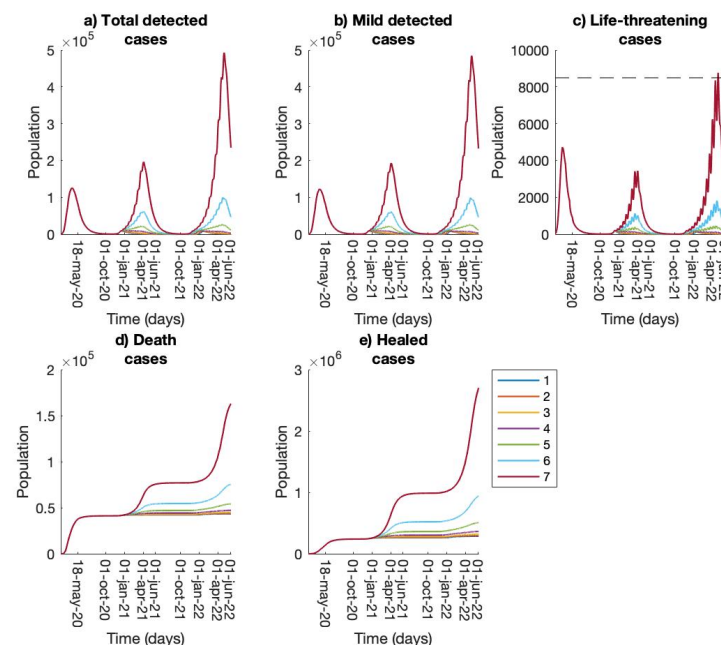 a) Total detected
cases
×10⁵
5
4
3
2
1
0
Population
18-may-20
01-oct-20
01-jan-21
01-apr-21
01-jun-21
01-oct-21
01-jan-22
01-apr-22
01-jun-22
Time (days)
b) Mild detected
cases
×10⁵
5
4
3
2
1
0
Population
18-may-20
01-oct-20
01-jan-21
01-apr-21
01-jun-21
01-oct-21
01-jan-22
01-apr-22
01-jun-22
Time (days)
c) Life-threatening
cases
10000
8000
6000
4000
2000
0
Population
18-may-20
01-oct-20
01-jan-21
01-apr-21
01-jun-21
01-oct-21
01-jan-22
01-apr-22
01-jun-22
Time (days)
d) Death
cases
×10⁵
2
1.5
1
0.5
0
Population
18-may-20
01-oct-20
01-jan-21
01-apr-21
01-jun-21
01-oct-21
01-jan-22
01-apr-22
01-jun-22
Time (days)
e) Healed
cases
×10⁶
3
2
1
0
Population
18-may-20
01-oct-20
01-jan-21
01-apr-21
01-jun-21
01-oct-21
01-jan-22
01-apr-22
01-jun-22
Time (days)
1
2
3
4
5
6
7